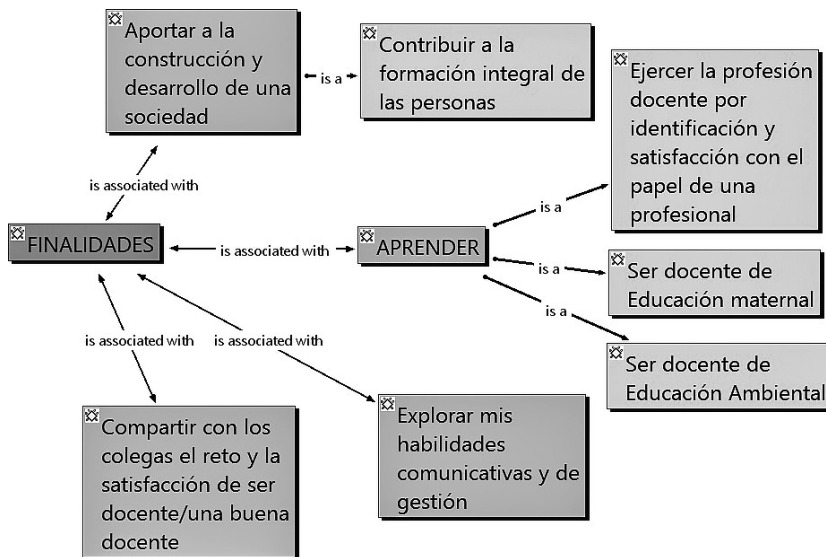 Aportar a la
construcción y
desarrollo de una
sociedad
is a
Contribuir a la
formación integral de
las personas
Ejercer la profesión
docente por
identificación y
satisfacción con el
papel de una
profesional
is associated with
is a
FINALIDADES
is associated with
APRENDER
is a
Ser docente de
Educación maternal
is a
Ser docente de
Educación Ambiental
is associated with
is associated with
Compartir con los
colegas el reto y la
satisfacción de ser
docente/una buena
docente
Explorar mis
habilidades
comunicativas y de
gestión